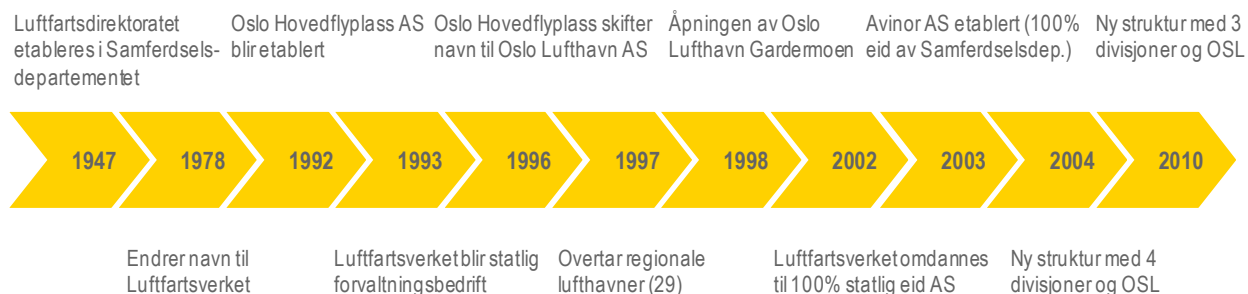 Luftfartsdirektoratet
etableres i Samferdsels-
departementet
Oslo Hovedflyplass AS
blir etablert
Oslo Hovedflyplass skifter
navn til Oslo Lufthavn AS
Åpningen av Oslo
Lufthavn Gardermoen
Avinor AS etablert (100%
eid av Samferdselsdep.)
Ny struktur med 3
divisjoner og OSL
1947 1978 1992 1993 1996 1997 1998 2002 2003 2004 2010
Endrer navn til
Luftfartsverket
Luftfartsverket blir statlig
forvaltningsbedrift
Overtar regionale
lufthavner (29)
Luftfartsverket omdannes
til 100% statlig eid AS
Ny struktur med 4
divisjoner og OSL